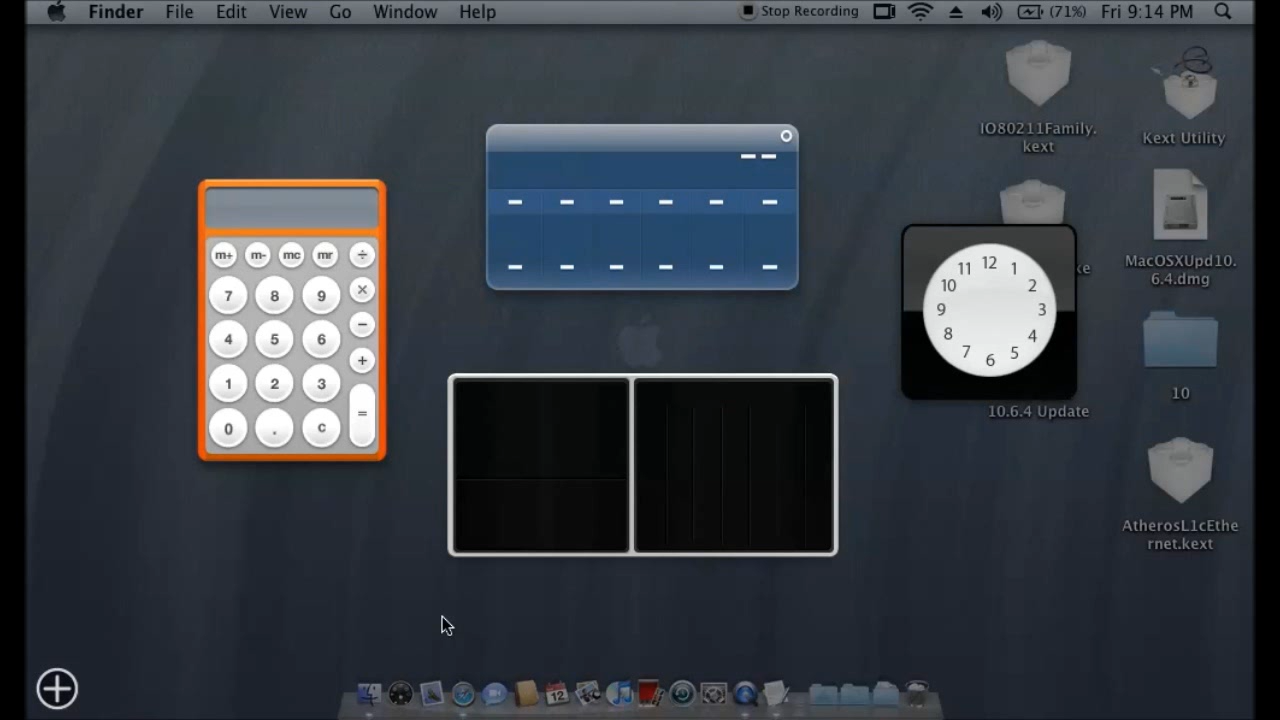 Finder File Edit View Go Window Help Stop Recording (71%) Fri 9:14 PM
IO80211Family.
kext
Kext Utility
MacOSXUpd10.
6.4.dmg
ke
10.6.4 Update
10
AtherosL1cEthe
rnet.kext
m+ m- mc mr ÷
7 8 9 ×
4 5 6 −
+
1 2 3
=
0 . c
– –
– – – – – –
– – – – – –
12
11 1
10 2
9 3
8 4
7 5
6
12